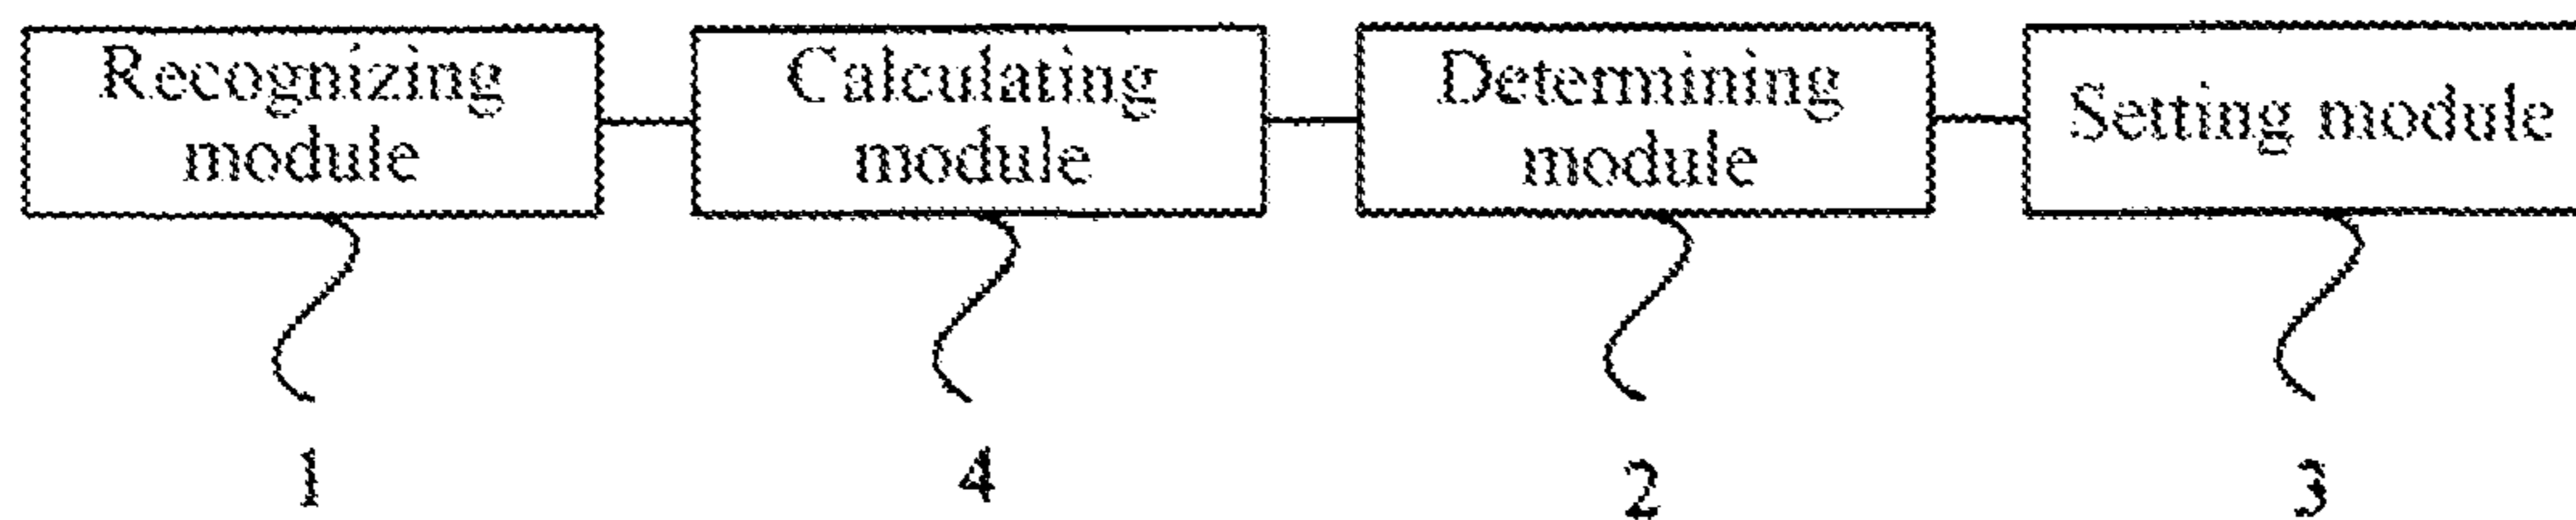 Recognizing
module
Calculating
module
Determining
module
Setting module
1
4
2
3